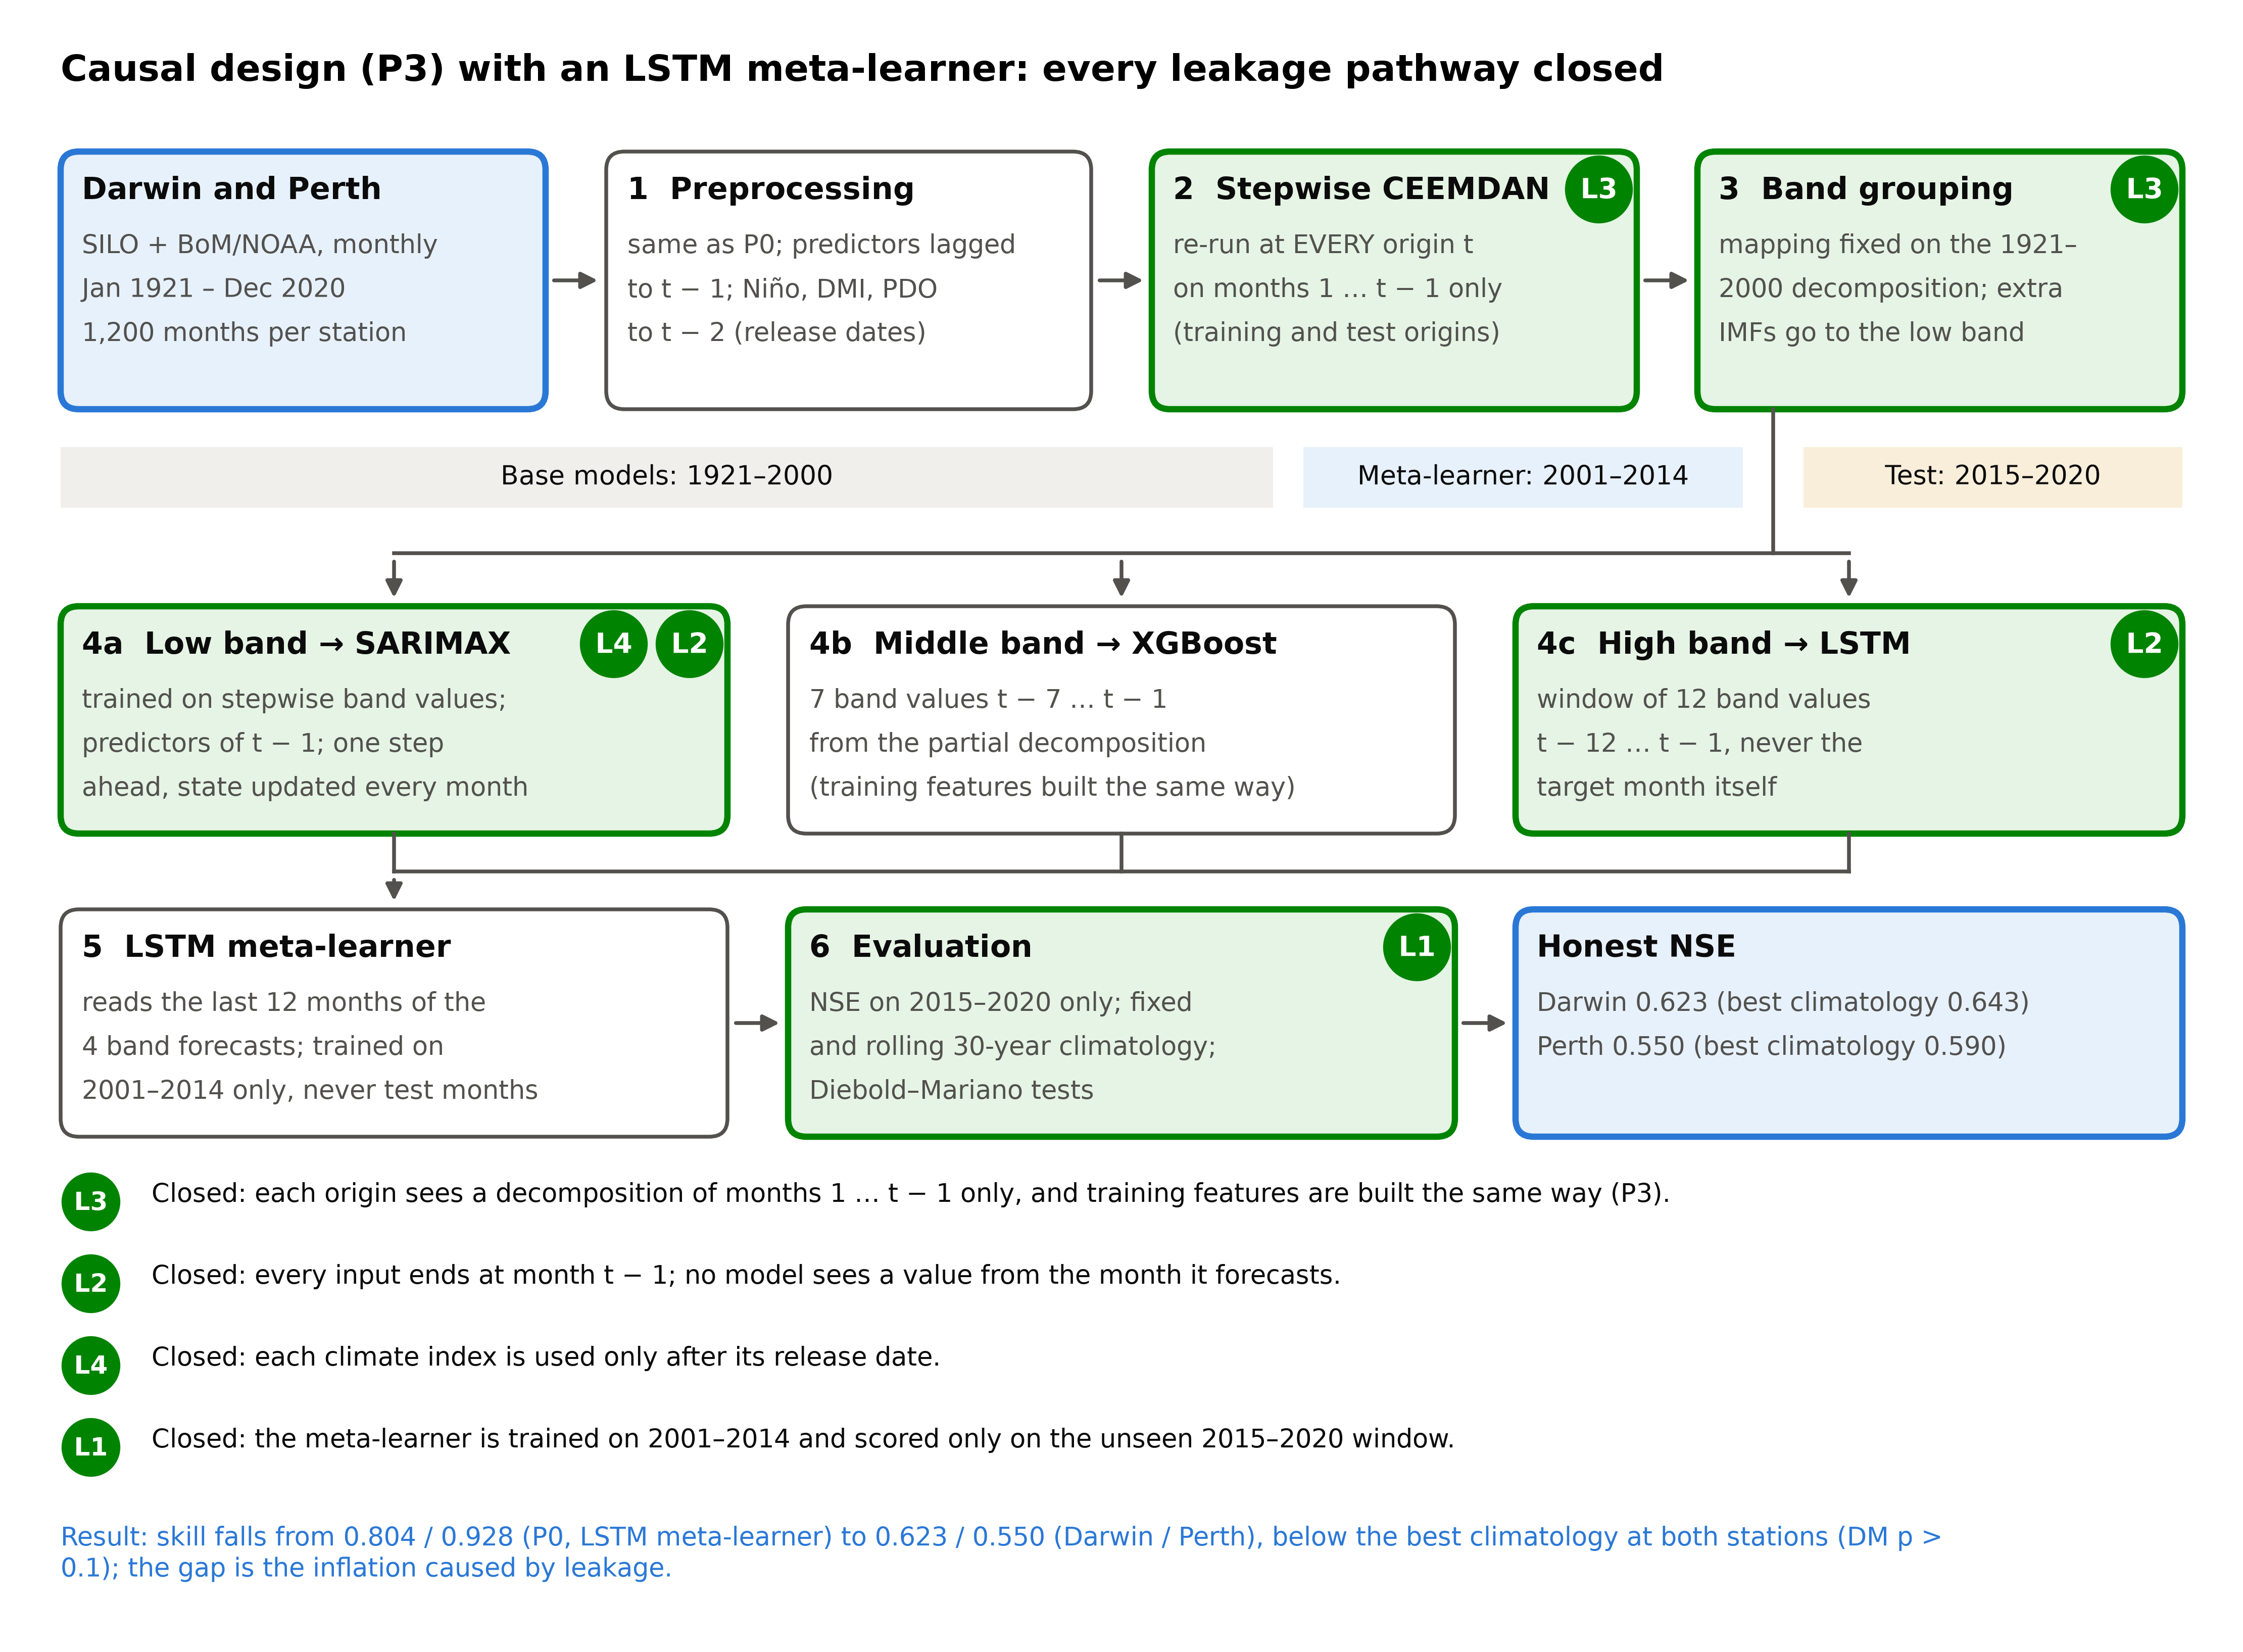 Causal design (P3) with an LSTM meta-learner: every leakage pathway closed
Darwin and Perth
SILO + BoM/NOAA, monthly
Jan 1921 – Dec 2020
1,200 months per station
1 Preprocessing
same as P0; predictors lagged
to t − 1; Niño, DMI, PDO
to t − 2 (release dates)
2 Stepwise CEEMDAN
L3
re-run at EVERY origin t
on months 1 … t − 1 only
(training and test origins)
3 Band grouping
L3
mapping fixed on the 1921–
2000 decomposition; extra
IMFs go to the low band
Base models: 1921–2000
Meta-learner: 2001–2014
Test: 2015–2020
4a Low band → SARIMAX
L4
L2
trained on stepwise band values;
predictors of t − 1; one step
ahead, state updated every month
4b Middle band → XGBoost
7 band values t − 7 … t − 1
from the partial decomposition
(training features built the same way)
4c High band → LSTM
L2
window of 12 band values
t − 12 … t − 1, never the
target month itself
5 LSTM meta-learner
reads the last 12 months of the
4 band forecasts; trained on
2001–2014 only, never test months
6 Evaluation
L1
NSE on 2015–2020 only; fixed
and rolling 30-year climatology;
Diebold–Mariano tests
Honest NSE
Darwin 0.623 (best climatology 0.643)
Perth 0.550 (best climatology 0.590)
L3 Closed: each origin sees a decomposition of months 1 … t − 1 only, and training features are built the same way (P3).
L2 Closed: every input ends at month t − 1; no model sees a value from the month it forecasts.
L4 Closed: each climate index is used only after its release date.
L1 Closed: the meta-learner is trained on 2001–2014 and scored only on the unseen 2015–2020 window.
Result: skill falls from 0.804 / 0.928 (P0, LSTM meta-learner) to 0.623 / 0.550 (Darwin / Perth), below the best climatology at both stations (DM p >
0.1); the gap is the inflation caused by leakage.